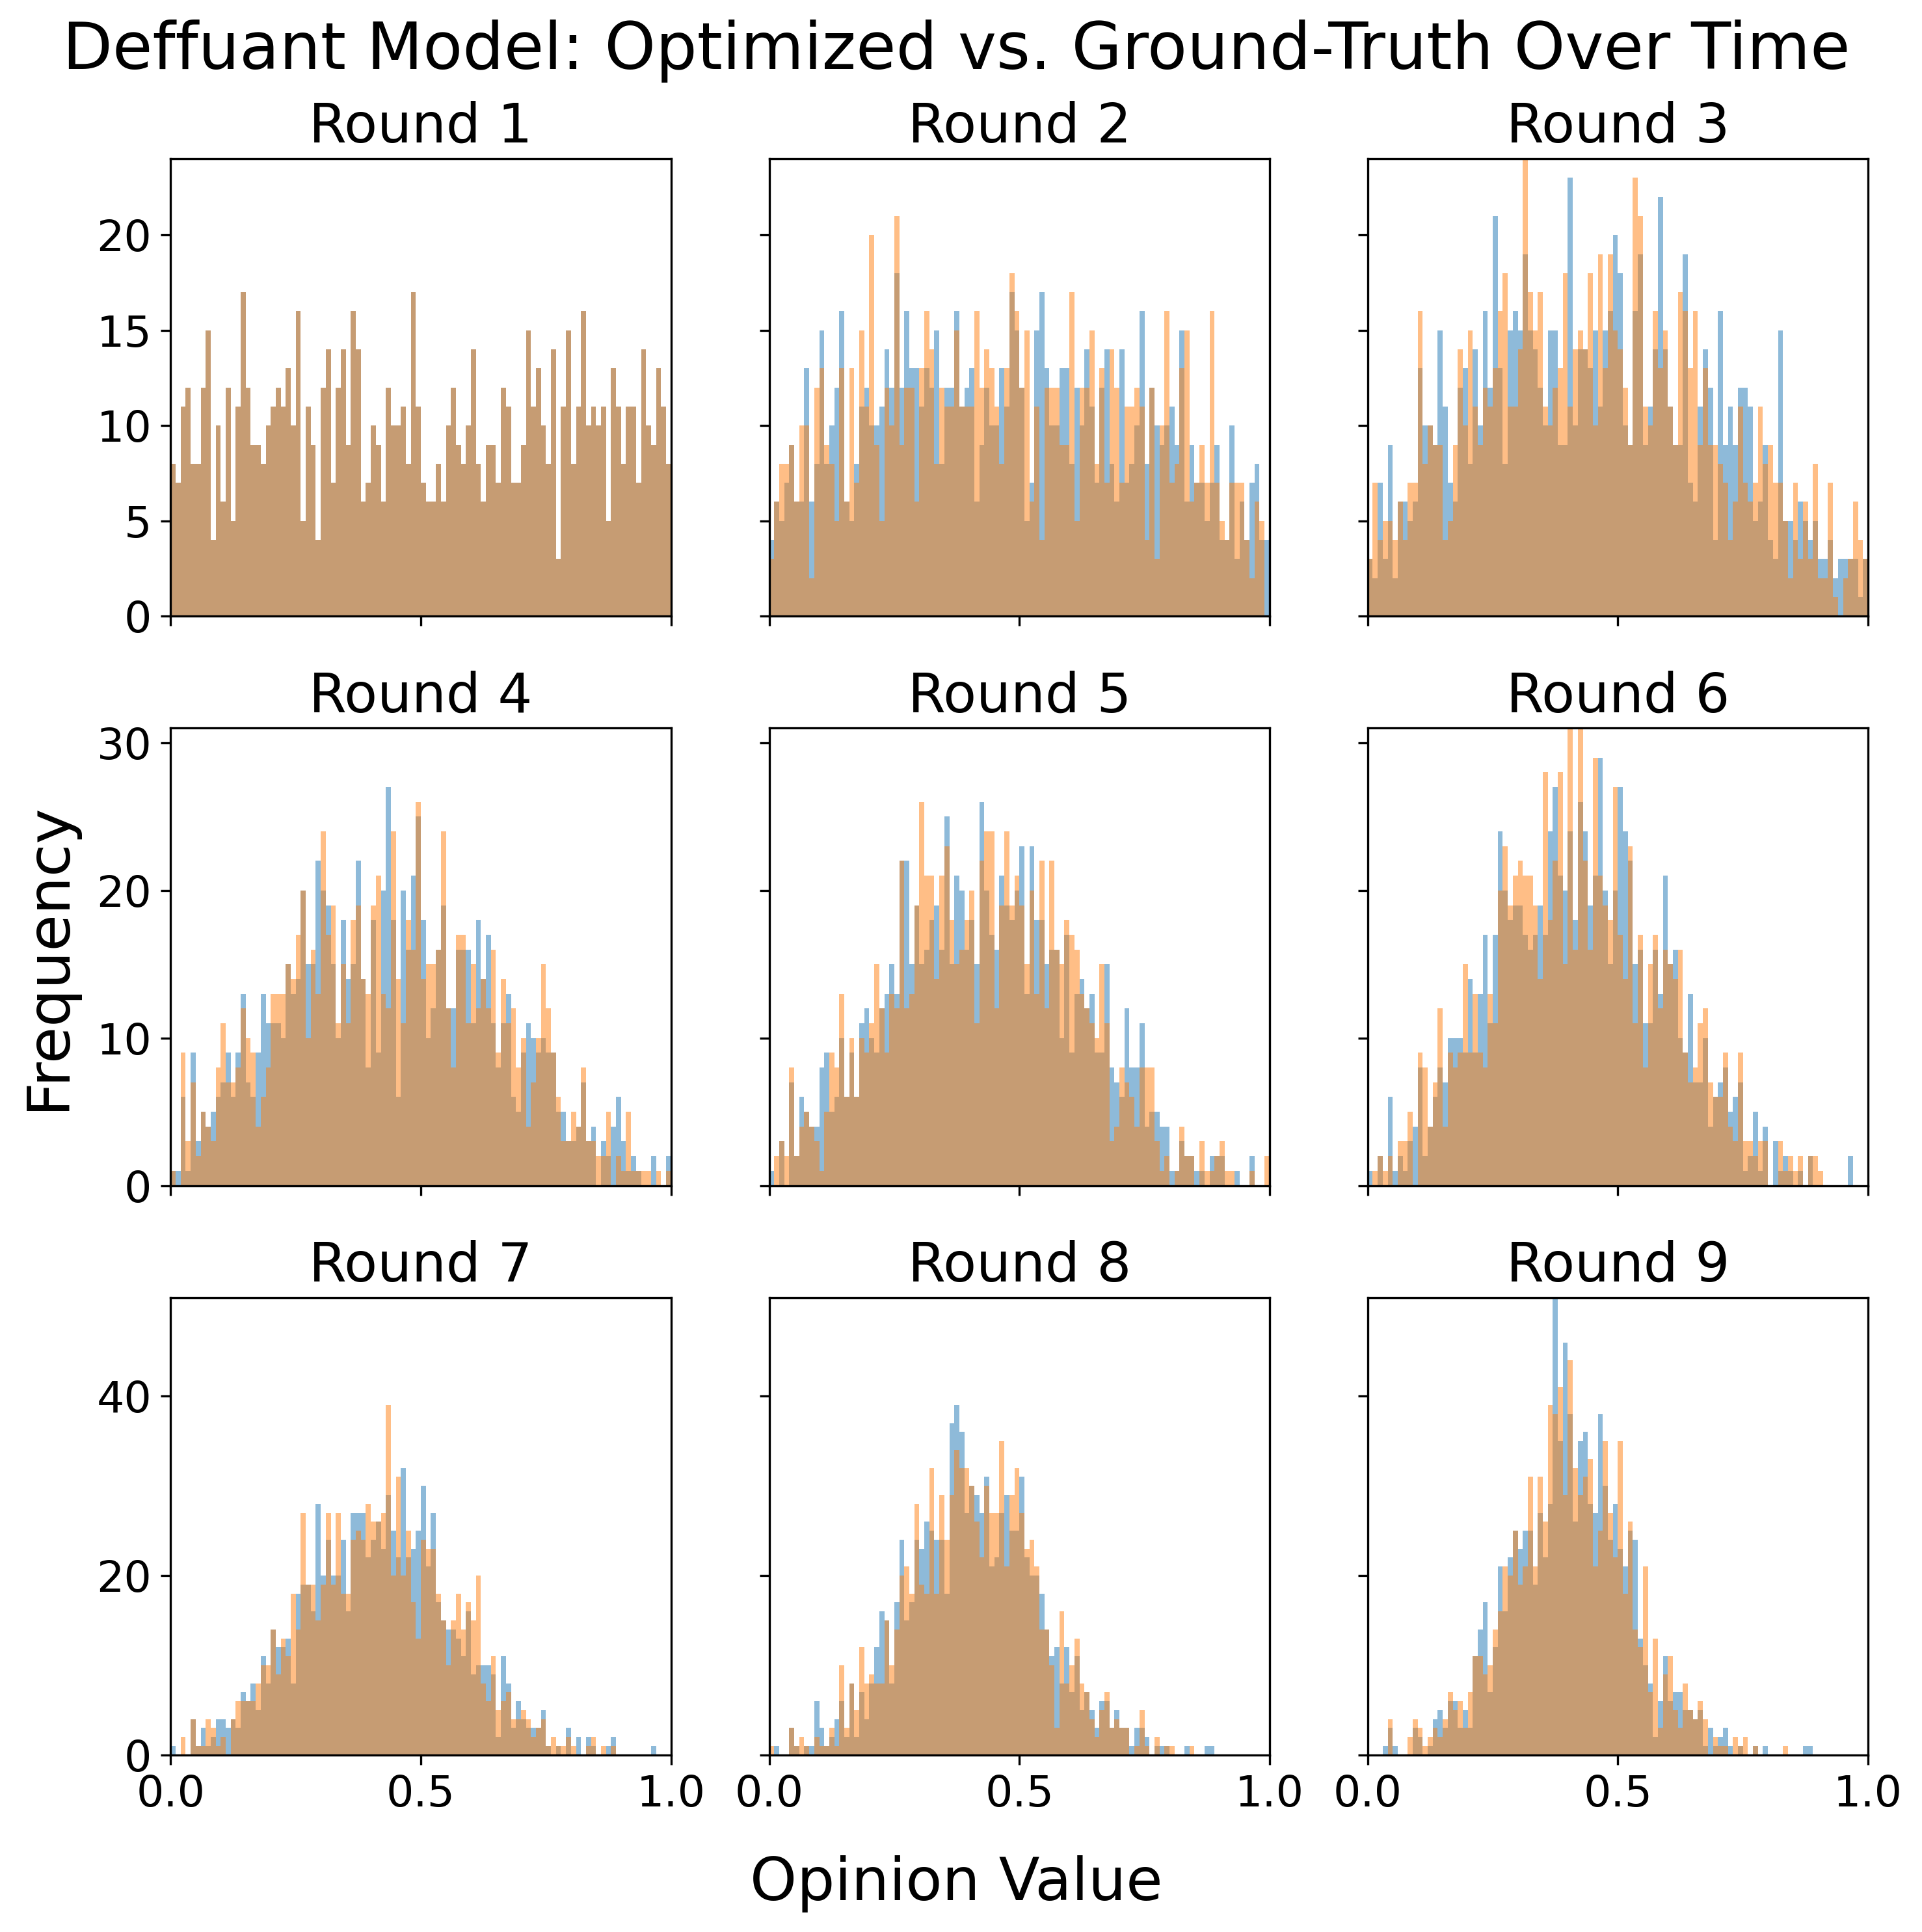 Deffuant Model: Optimized vs. Ground-Truth Over Time
Round 1
Round 2
Round 3
20
15
10
5
0
Round 4
Round 5
Round 6
30
20
10
0
Frequency
Round 7
Round 8
Round 9
40
20
0
0.0 0.5 1.0 0.0 0.5 1.0 0.0 0.5 1.0
Opinion Value